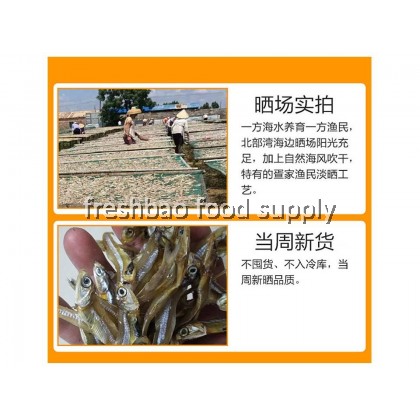 晒场实拍
一方海水养育一方渔民,
北部湾海边晒场阳光充
足，加上自然海风吹干，
特有的疍家渔民淡晒工
艺。
freshbao food supply
当周新货
不囤货、不入冷库，当
周新晒品质。